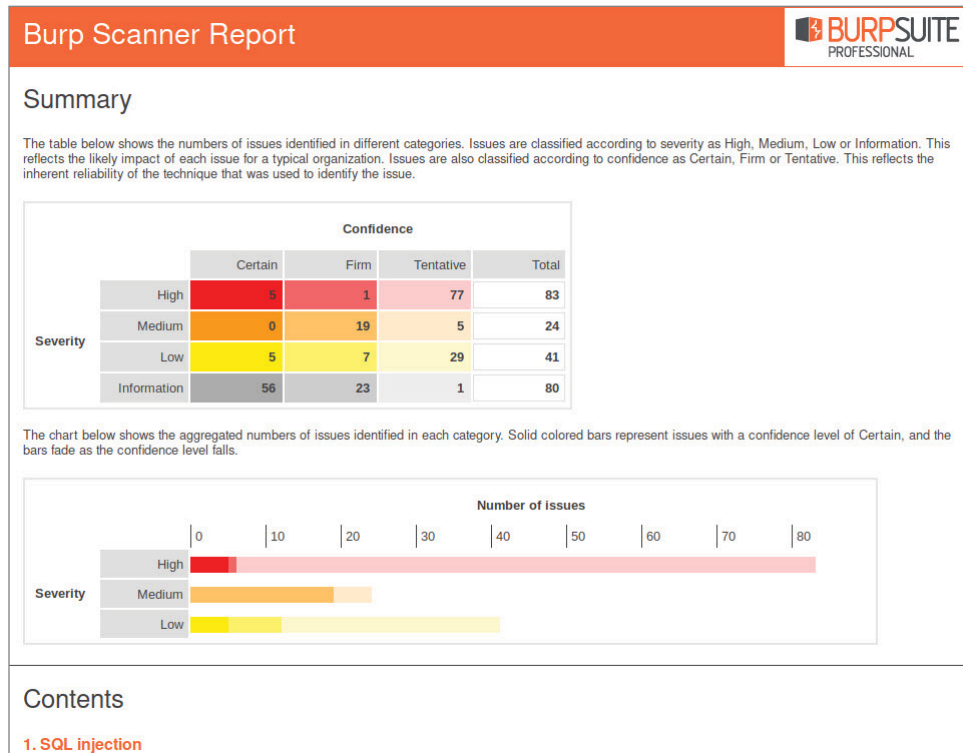 Burp Scanner Report
BURPSUITE
PROFESSIONAL
Summary
The table below shows the numbers of issues identified in different categories. Issues are classified according to severity as High, Medium, Low or Information. This
reflects the likely impact of each issue for a typical organization. Issues are also classified according to confidence as Certain, Firm or Tentative. This reflects the
inherent reliability of the technique that was used to identify the issue.
Confidence
Certain Firm Tentative Total
High 5 1 77 83
Medium 0 19 5 24
Severity
Low 5 7 29 41
Information 56 23 1 80
The chart below shows the aggregated numbers of issues identified in each category. Solid colored bars represent issues with a confidence level of Certain, and the
bars fade as the confidence level falls.
Number of issues
0 10 20 30 40 50 60 70 80
High
Severity Medium
Low
Contents
1. SQL injection